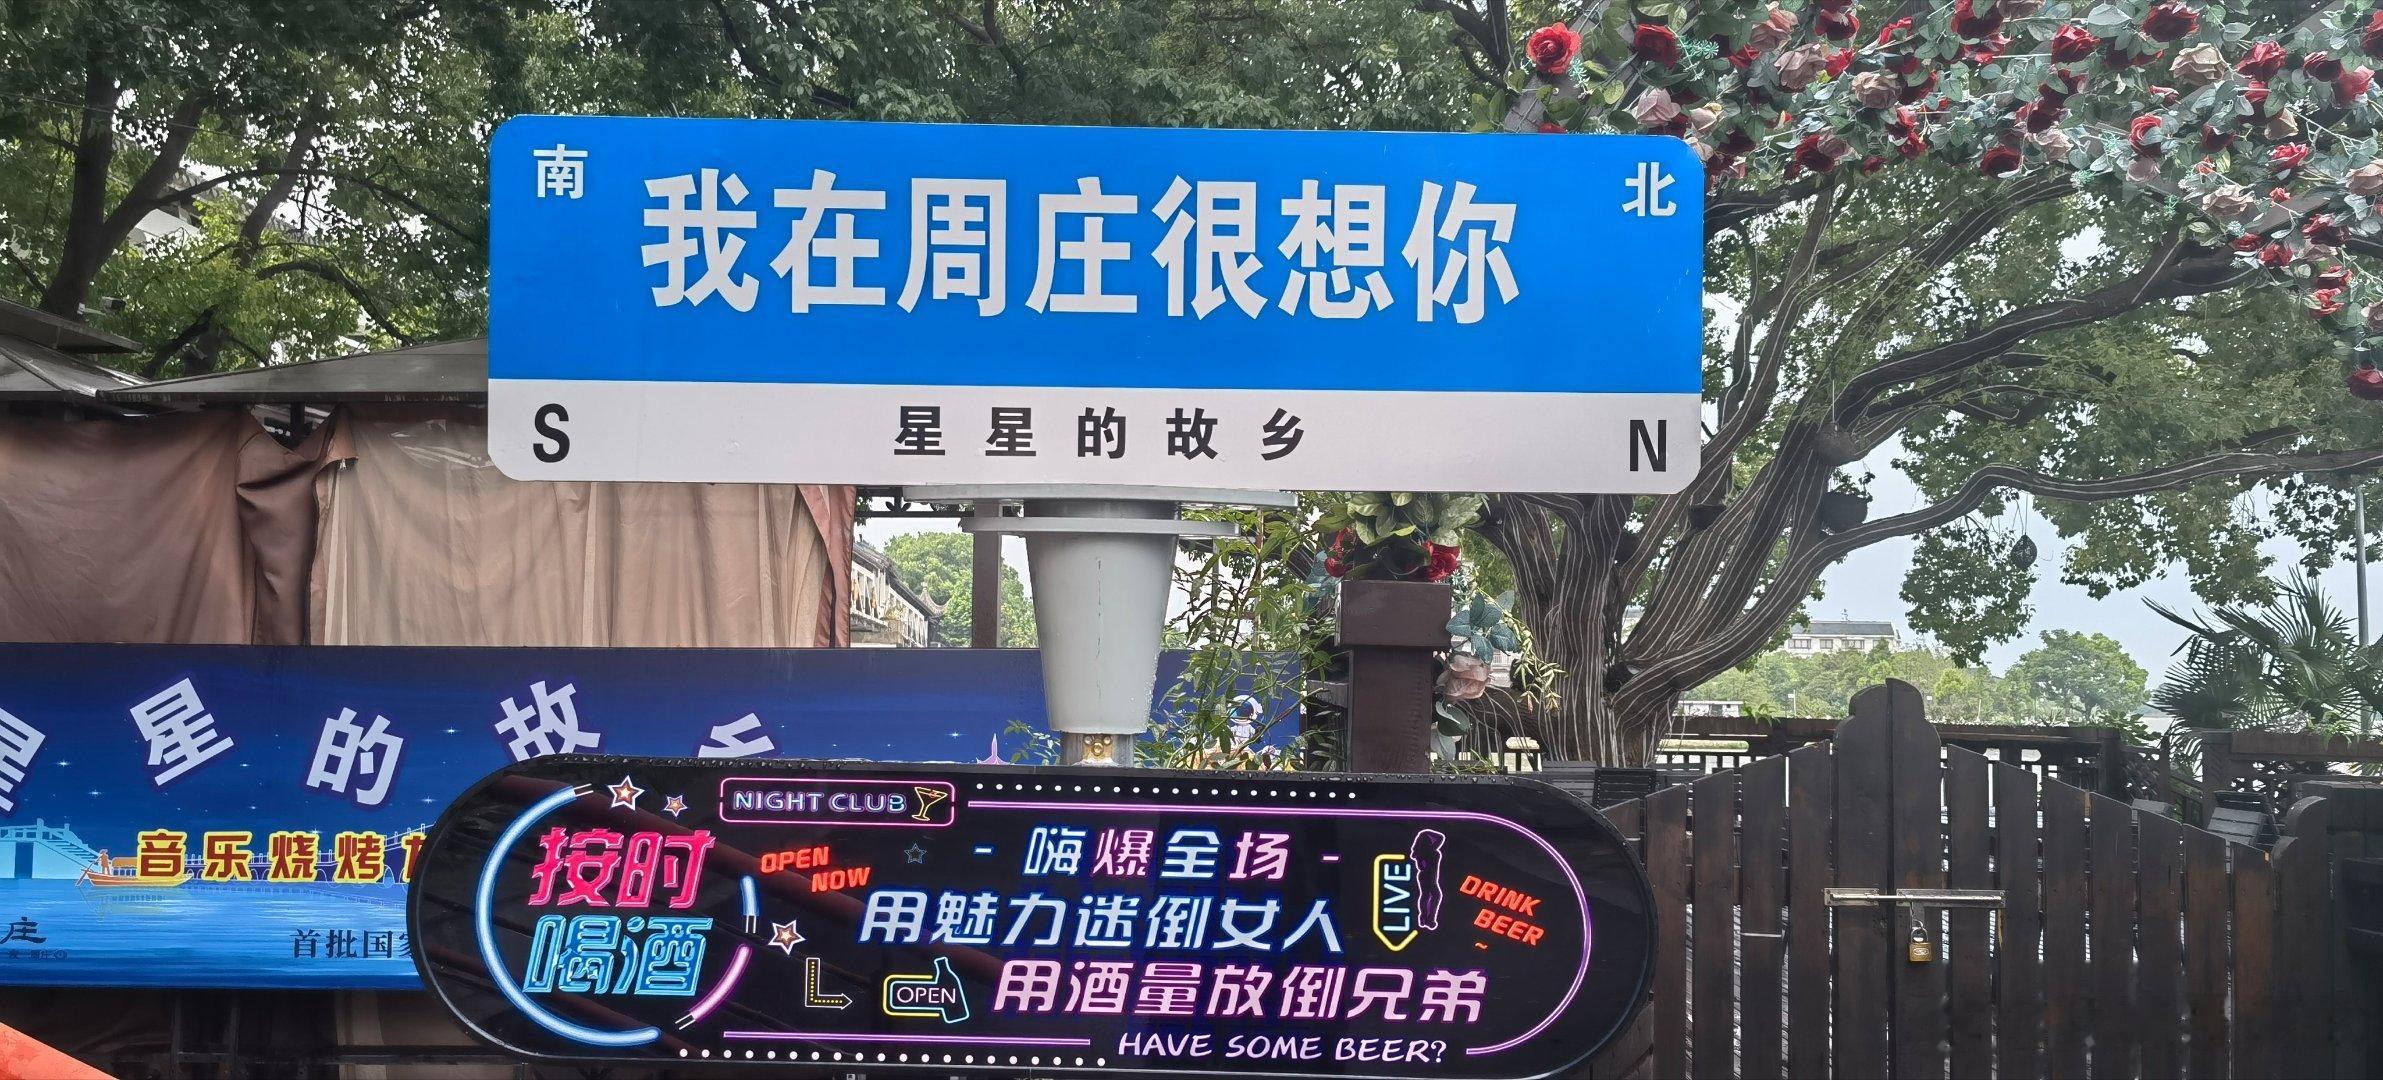 南
我在周庄很想你
北
S
星星的故乡
N
星星的故乡
音乐烧烤
庄
首批国家
NIGHT CLUB
按时
喝酒
OPEN
NOW
- 嗨爆全场 -
用魅力迷倒女人
LIVE
DRINK
BEER
~
OPEN
用酒量放倒兄弟
HAVE SOME BEER?